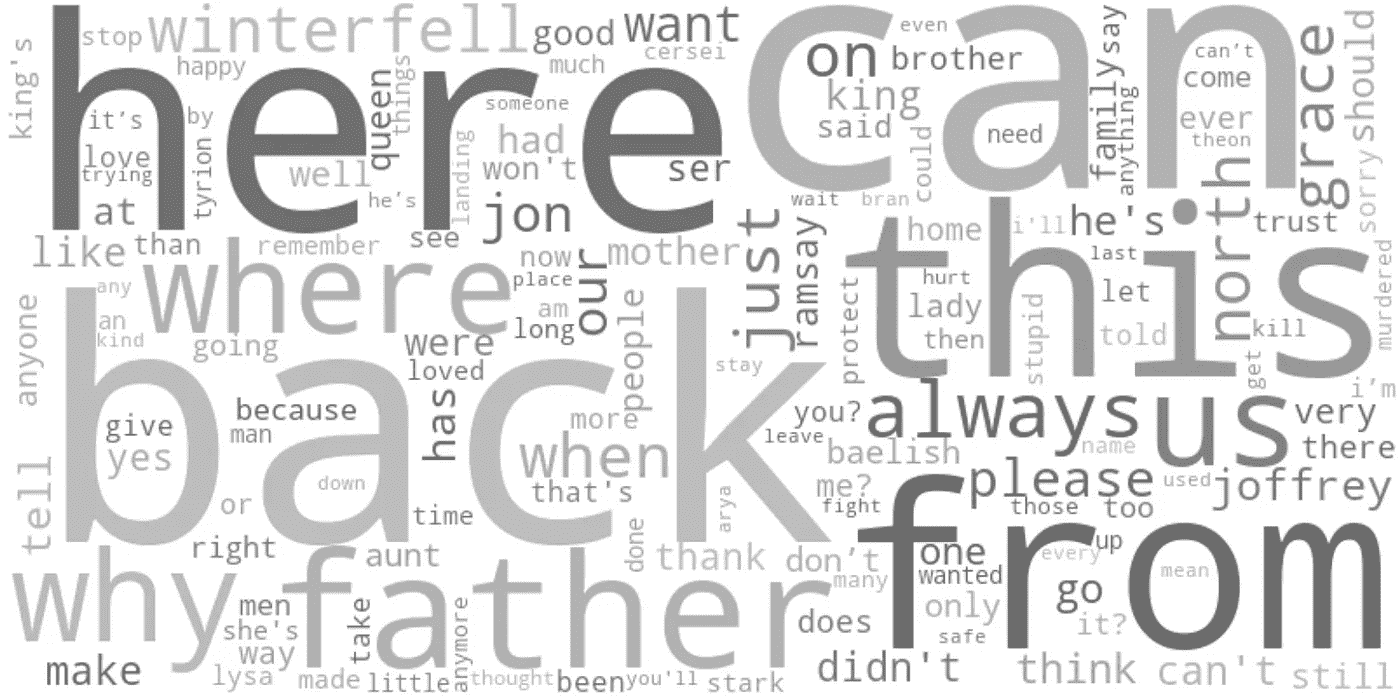 here
can
this
back
from
father
where
why
winterfell
always
us
king's
stop
happy
good
much
want
cersei
on
brother
king
said
even
could
need
family
say
anything
can’t
come
ever
theon
grace
should
sorry
it’s
by
love
trying
tyrion
at
queen
things
well
he’s
landing
someone
had
won't
ser
jon
see
like
than
remember
now
place
our
mother
am
long
people
just
ramsay
wait
bran
home
i'll
he's
north
trust
last
hurt
lady
let
then
stupid
told
kill
get
murdered
protect
i’m
anyone
any
an
kind
going
were
loved
has
stay
more
when
that's
because
give
man
yes
down
or
time
right
arya
done
you?
leave
baelish
me?
fight
name
very
there
please
used
joffrey
those
too
tell
aunt
thank
don’t
many
one
wanted
every
up
mean
only
go
safe
it?
does
didn't
think
can't
still
men
she's
way
take
anymore
make
lysa
made
little
thought
been
you'll
stark